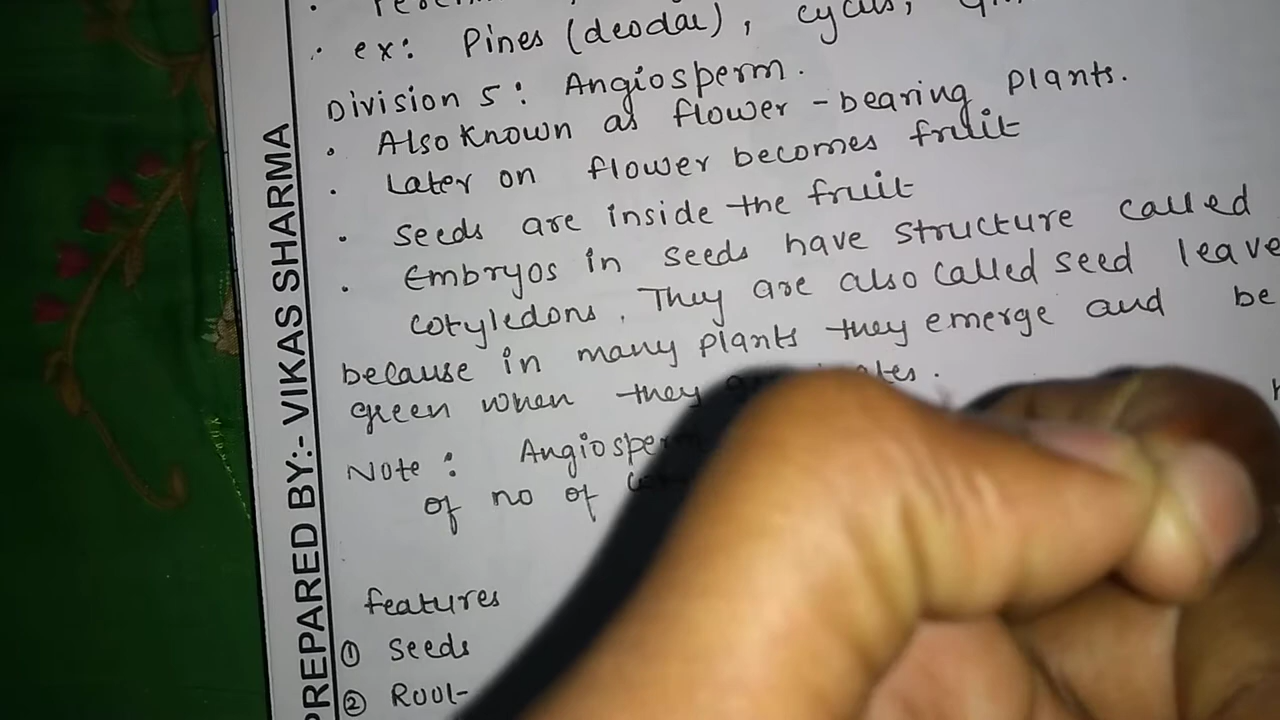 ex: Pines (deodar), cycus,
Division 5: Angiosperm.
• Also known as flower-bearing plants.
• Later on flower becomes fruit
• seeds are inside the fruit
• Embryos in seeds have structure called
cotyledons. They are also called seed leave
because in many plants they emerge and be
green when they
Note: Angiosperm
of no of
features
① seeds
② Root
PREPARED BY:- VIKAS SHARMA